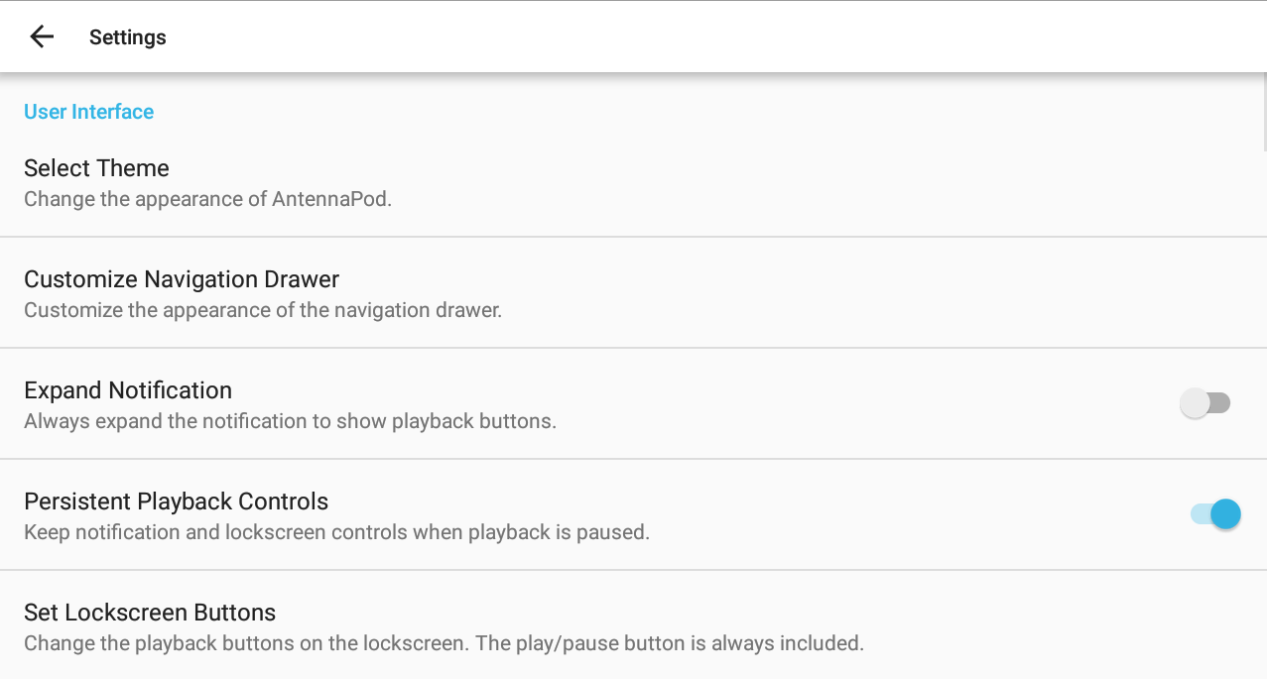 Settings
User Interface
Select Theme
Change the appearance of AntennaPod.
Customize Navigation Drawer
Customize the appearance of the navigation drawer.
Expand Notification
Always expand the notification to show playback buttons.
Persistent Playback Controls
Keep notification and lockscreen controls when playback is paused.
Set Lockscreen Buttons
Change the playback buttons on the lockscreen. The play/pause button is always included.